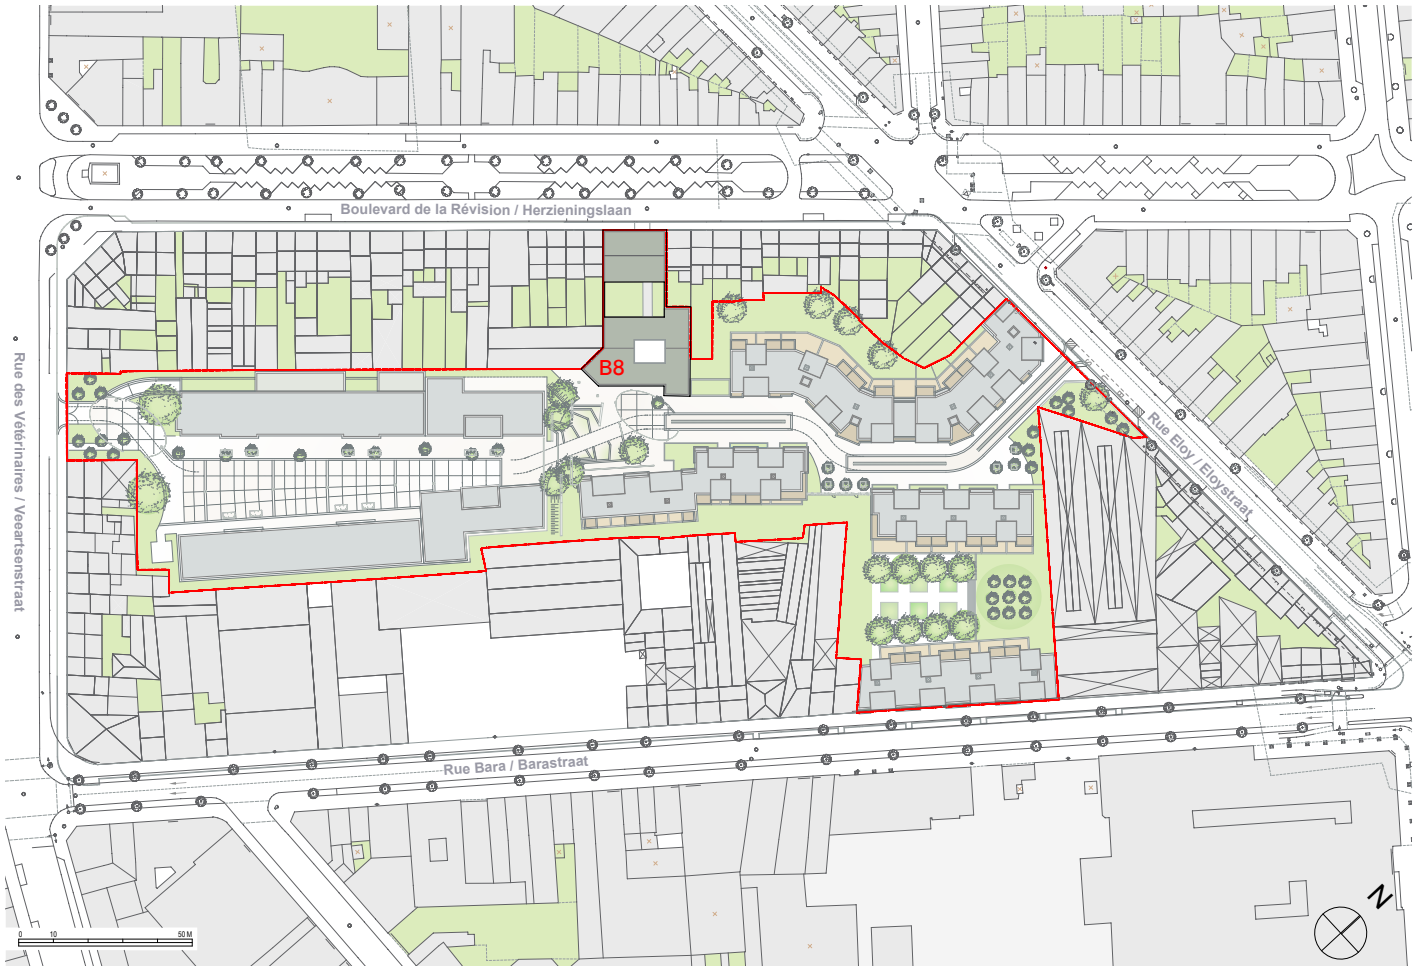 Boulevard de la Révision / Herzieningslaan
B8
Rue des Vétérinaires / Veeartsenstraat
Rue Eloy / Eloystraat
Rue Bara / Barastraat
N
0 10 50 M